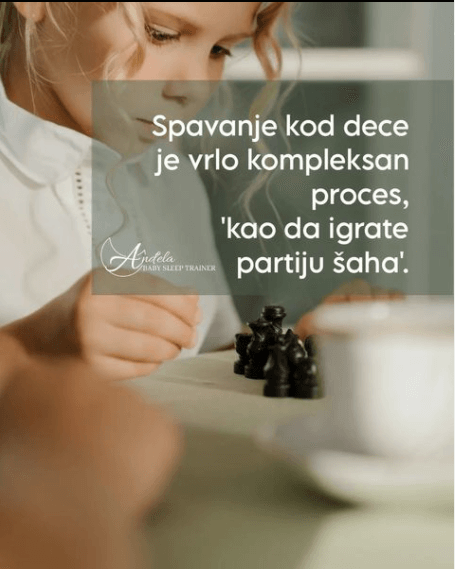 Spavanje kod dece
je vrlo kompleksan
proces,
'kao da igrate
partiju šaha'.
Anđela
BABY SLEEP TRAINER